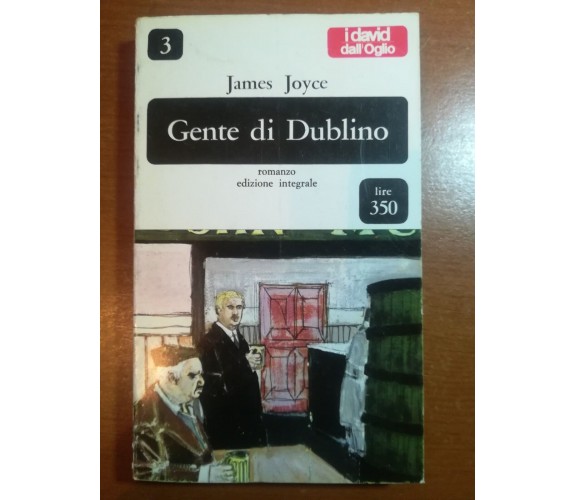 3
i david
dall'Oglio
James Joyce
Gente di Dublino
romanzo
edizione integrale
lire
350